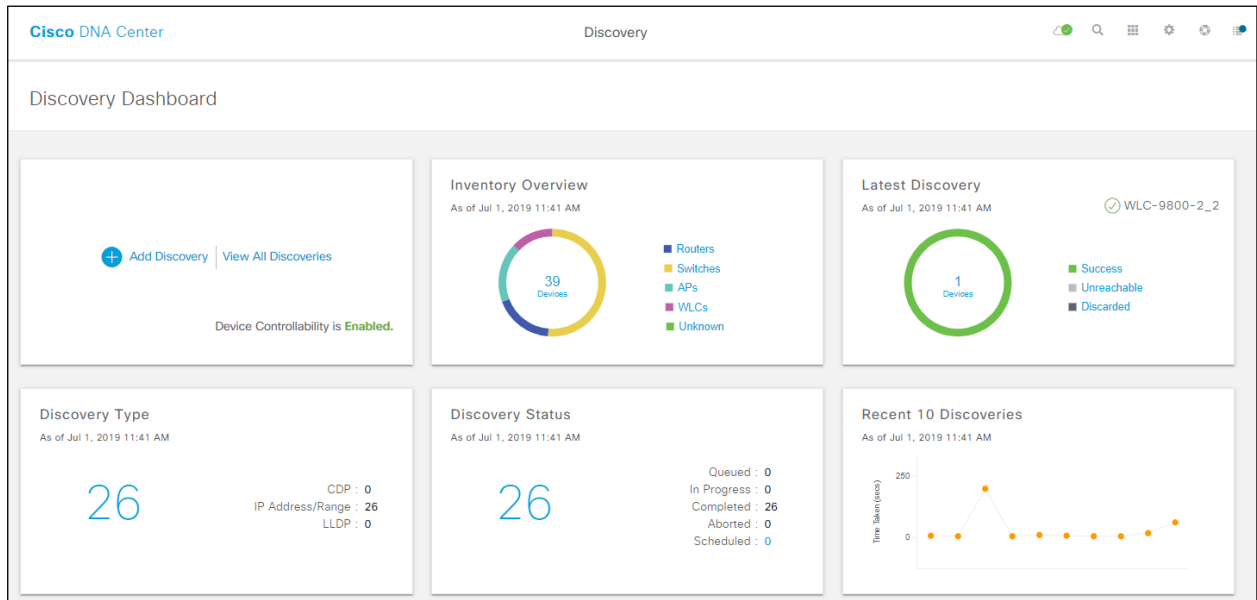 Cisco DNA Center
Discovery
Discovery Dashboard
Add Discovery
View All Discoveries
Device Controllability is Enabled.
Inventory Overview
As of Jul 1, 2019 11:41 AM
39
Devices
Routers
Switches
APs
WLCs
Unknown
Latest Discovery
As of Jul 1, 2019 11:41 AM
WLC-9800-2_2
1
Devices
Success
Unreachable
Discarded
Discovery Type
As of Jul 1, 2019 11:41 AM
26
CDP : 0
IP Address/Range : 26
LLDP : 0
Discovery Status
As of Jul 1, 2019 11:41 AM
26
Queued : 0
In Progress : 0
Completed : 26
Aborted : 0
Scheduled : 0
Recent 10 Discoveries
As of Jul 1, 2019 11:41 AM
Time Taken (secs)
250
0